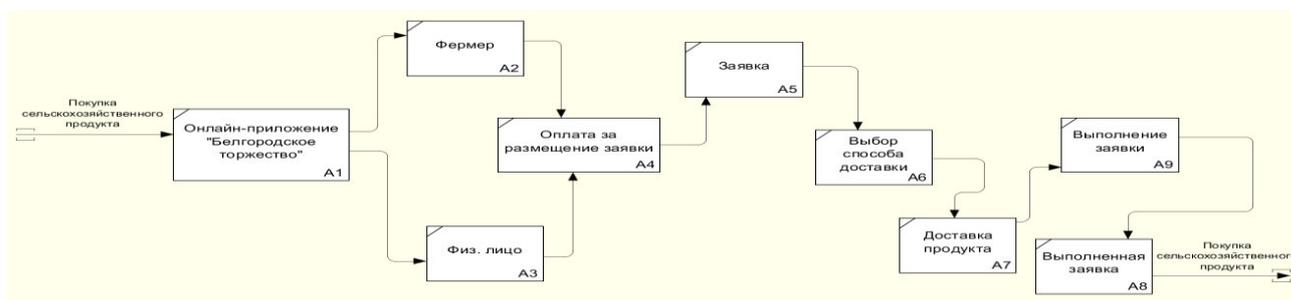 Покупка
сельскохозяйственного
продукта
Онлайн-приложение
"Белгородское
торжество"
A1
Фермер
A2
Физ. лицо
A3
Оплата за
размещение заявки
A4
Заявка
A5
Выбор
способа
доставки
A6
Доставка
продукта
A7
Выполнение
заявки
A9
Выполненная
заявка
A8
Покупка
сельскохозяйственног
продукта